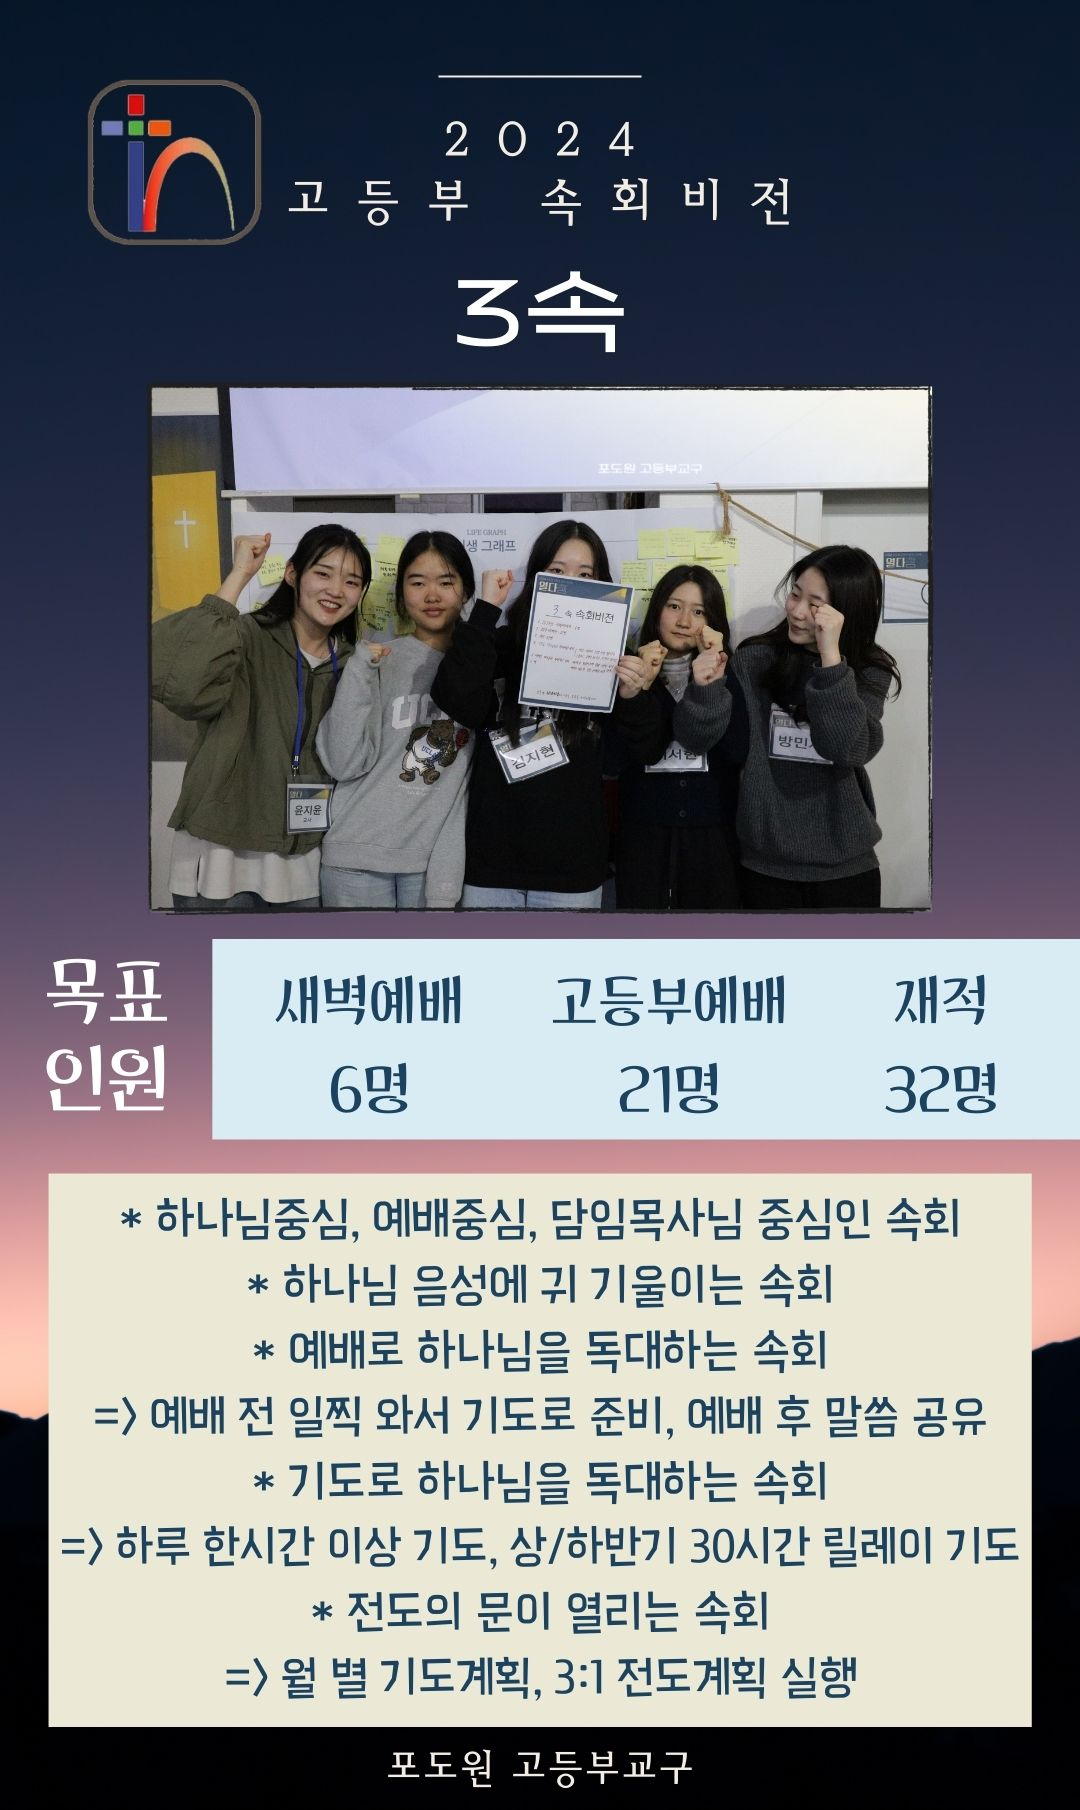 2024
고등부 속회비전
3속
포도원 고등부교구
LIFE GRAPH
생 그래프
열다
열다
3 속 속회비전
김지현
방민
열다
윤지윤
교사
목표
인원
새벽예배 고등부예배 재적
6명 21명 32명
* 하나님중심, 예배중심, 담임목사님 중심인 속회
* 하나님 음성에 귀 기울이는 속회
* 예배로 하나님을 독대하는 속회
=> 예배 전 일찍 와서 기도로 준비, 예배 후 말씀 공유
* 기도로 하나님을 독대하는 속회
=> 하루 한시간 이상 기도, 상/하반기 30시간 릴레이 기도
* 전도의 문이 열리는 속회
=> 월 별 기도계획, 3:1 전도계획 실행
포도원 고등부교구